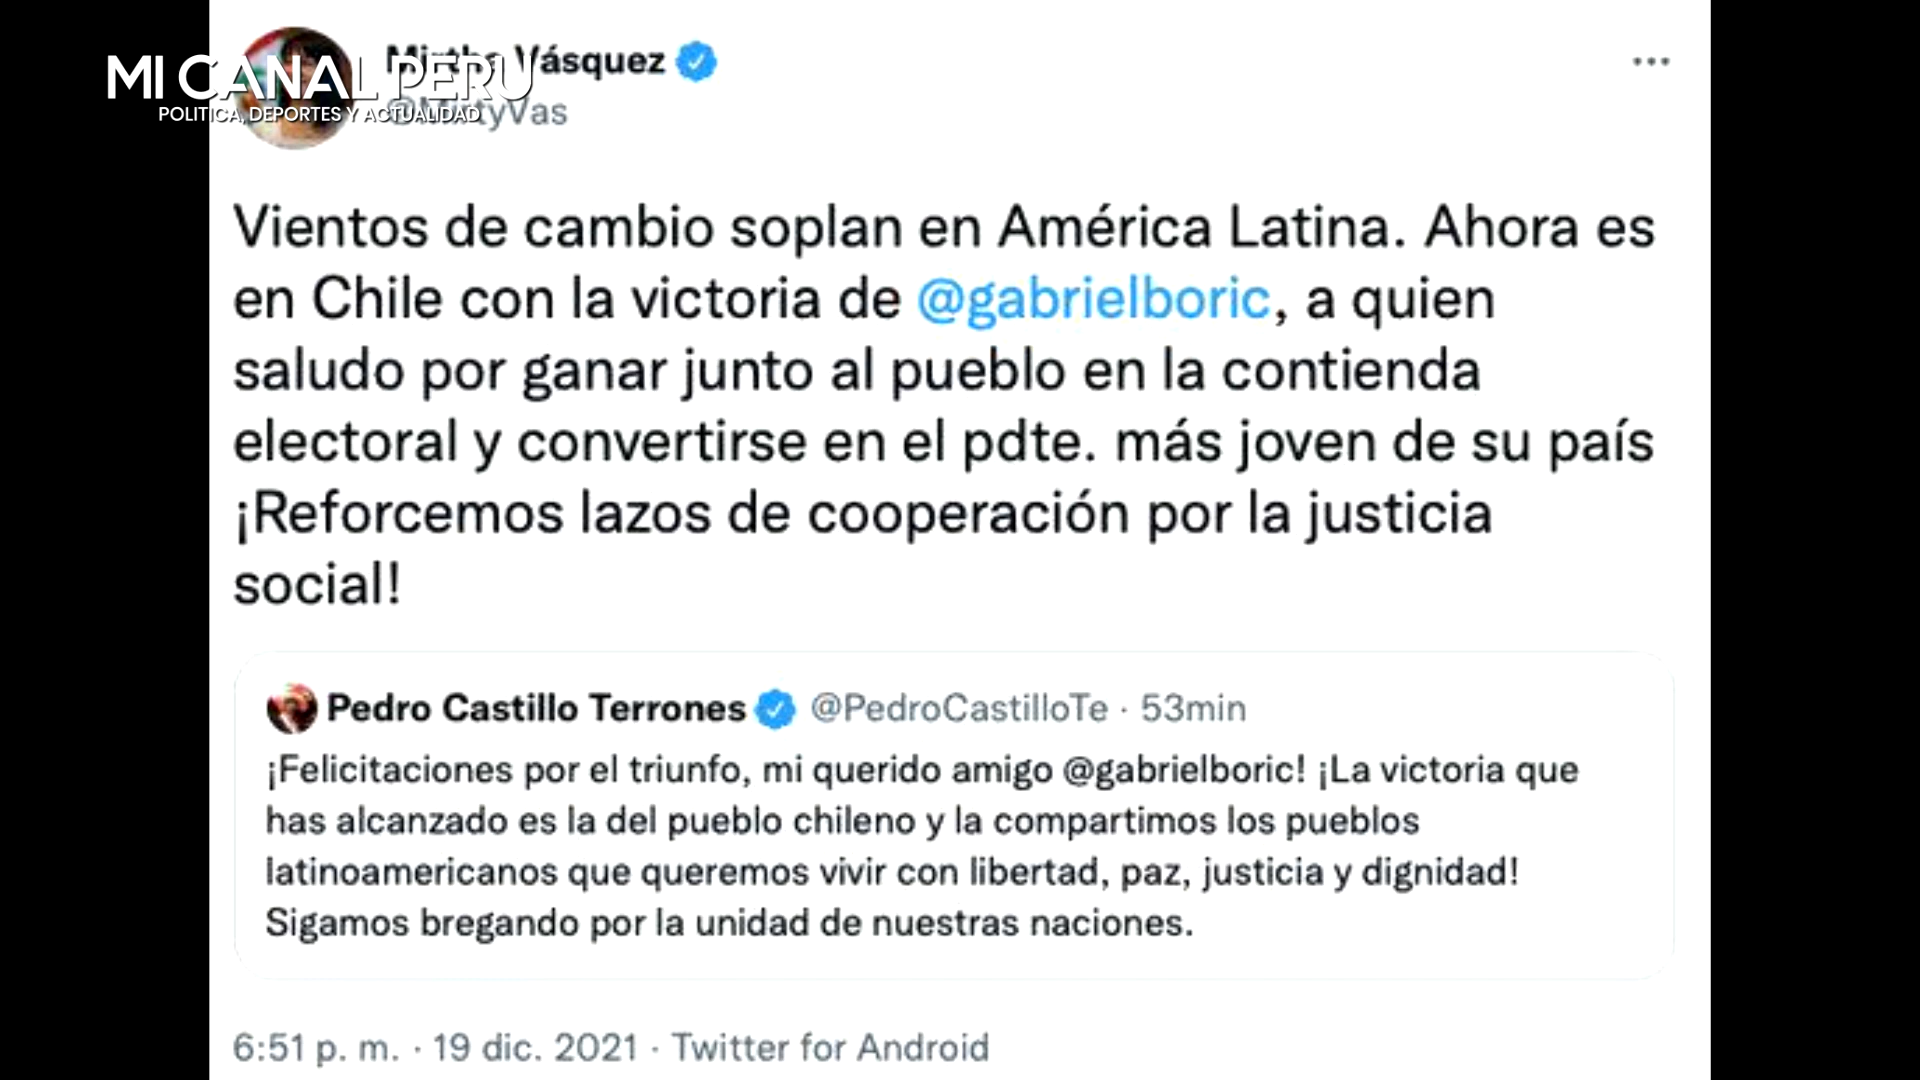 MI CANAL PERU
POLITICA, DEPORTES Y ACTUALIDAD
Mirtha Vásquez
@MirtyVas
Vientos de cambio soplan en América Latina. Ahora es
en Chile con la victoria de @gabrielboric, a quien
saludo por ganar junto al pueblo en la contienda
electoral y convertirse en el pdte. más joven de su país
¡Reforcemos lazos de cooperación por la justicia
social!
Pedro Castillo Terrones @PedroCastilloTe · 53min
¡Felicitaciones por el triunfo, mi querido amigo @gabrielboric! ¡La victoria que
has alcanzado es la del pueblo chileno y la compartimos los pueblos
latinoamericanos que queremos vivir con libertad, paz, justicia y dignidad!
Sigamos bregando por la unidad de nuestras naciones.
6:51 p. m. · 19 dic. 2021 · Twitter for Android